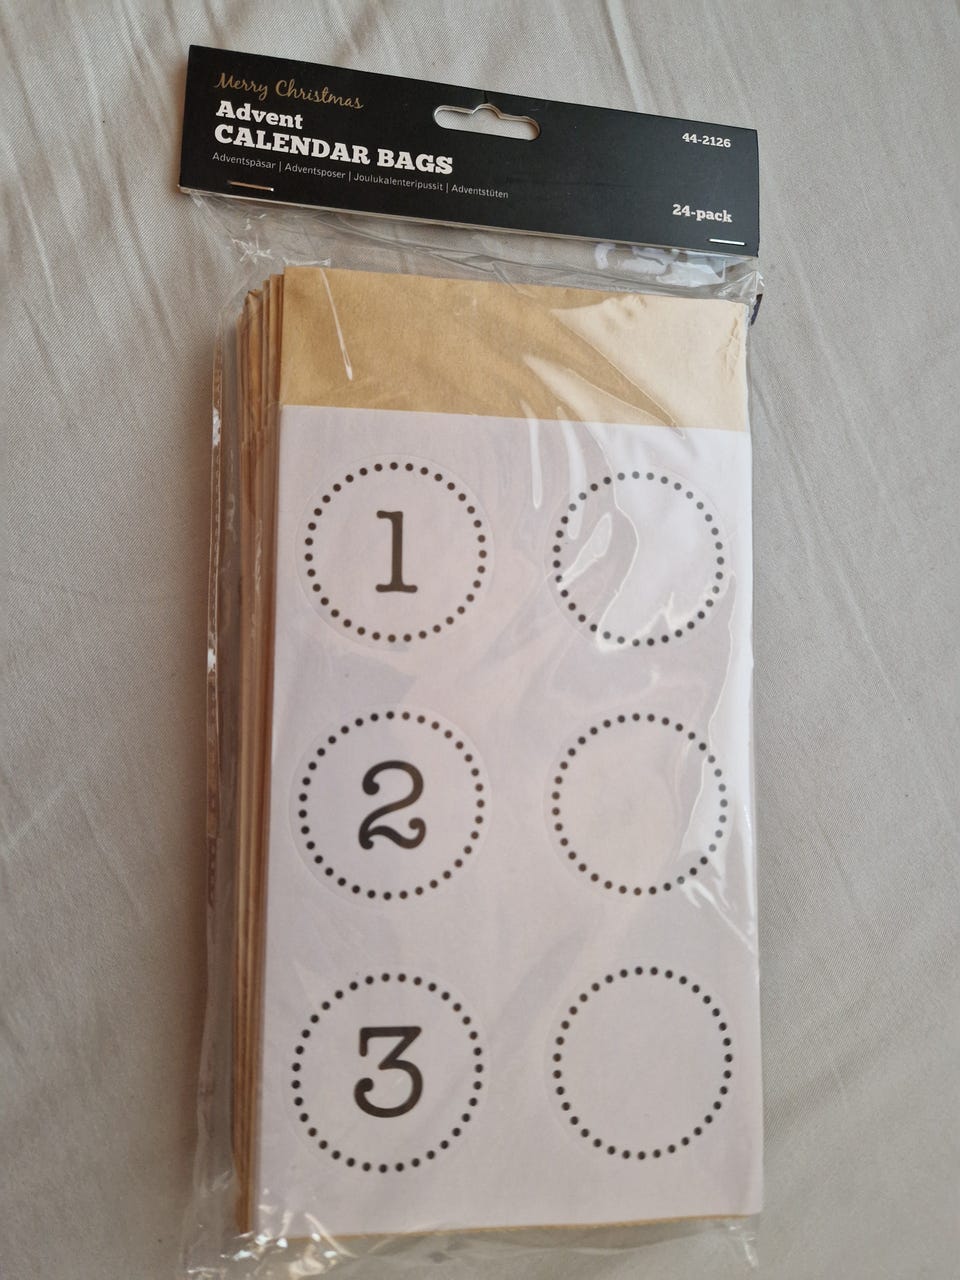 Merry Christmas
Advent
CALENDAR BAGS
Adventspåsar | Adventsposer | Joulukalenteripussit | Adventstüten
44-2126
24-pack
1
2
3